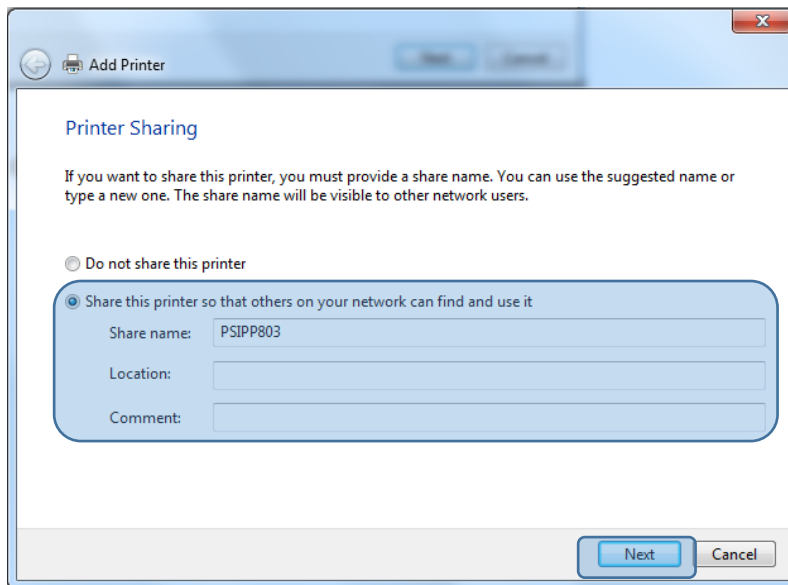 Add Printer
Printer Sharing
If you want to share this printer, you must provide a share name. You can use the suggested name or
type a new one. The share name will be visible to other network users.
Do not share this printer
Share this printer so that others on your network can find and use it
Share name: PSIPP803
Location:
Comment:
Next Cancel